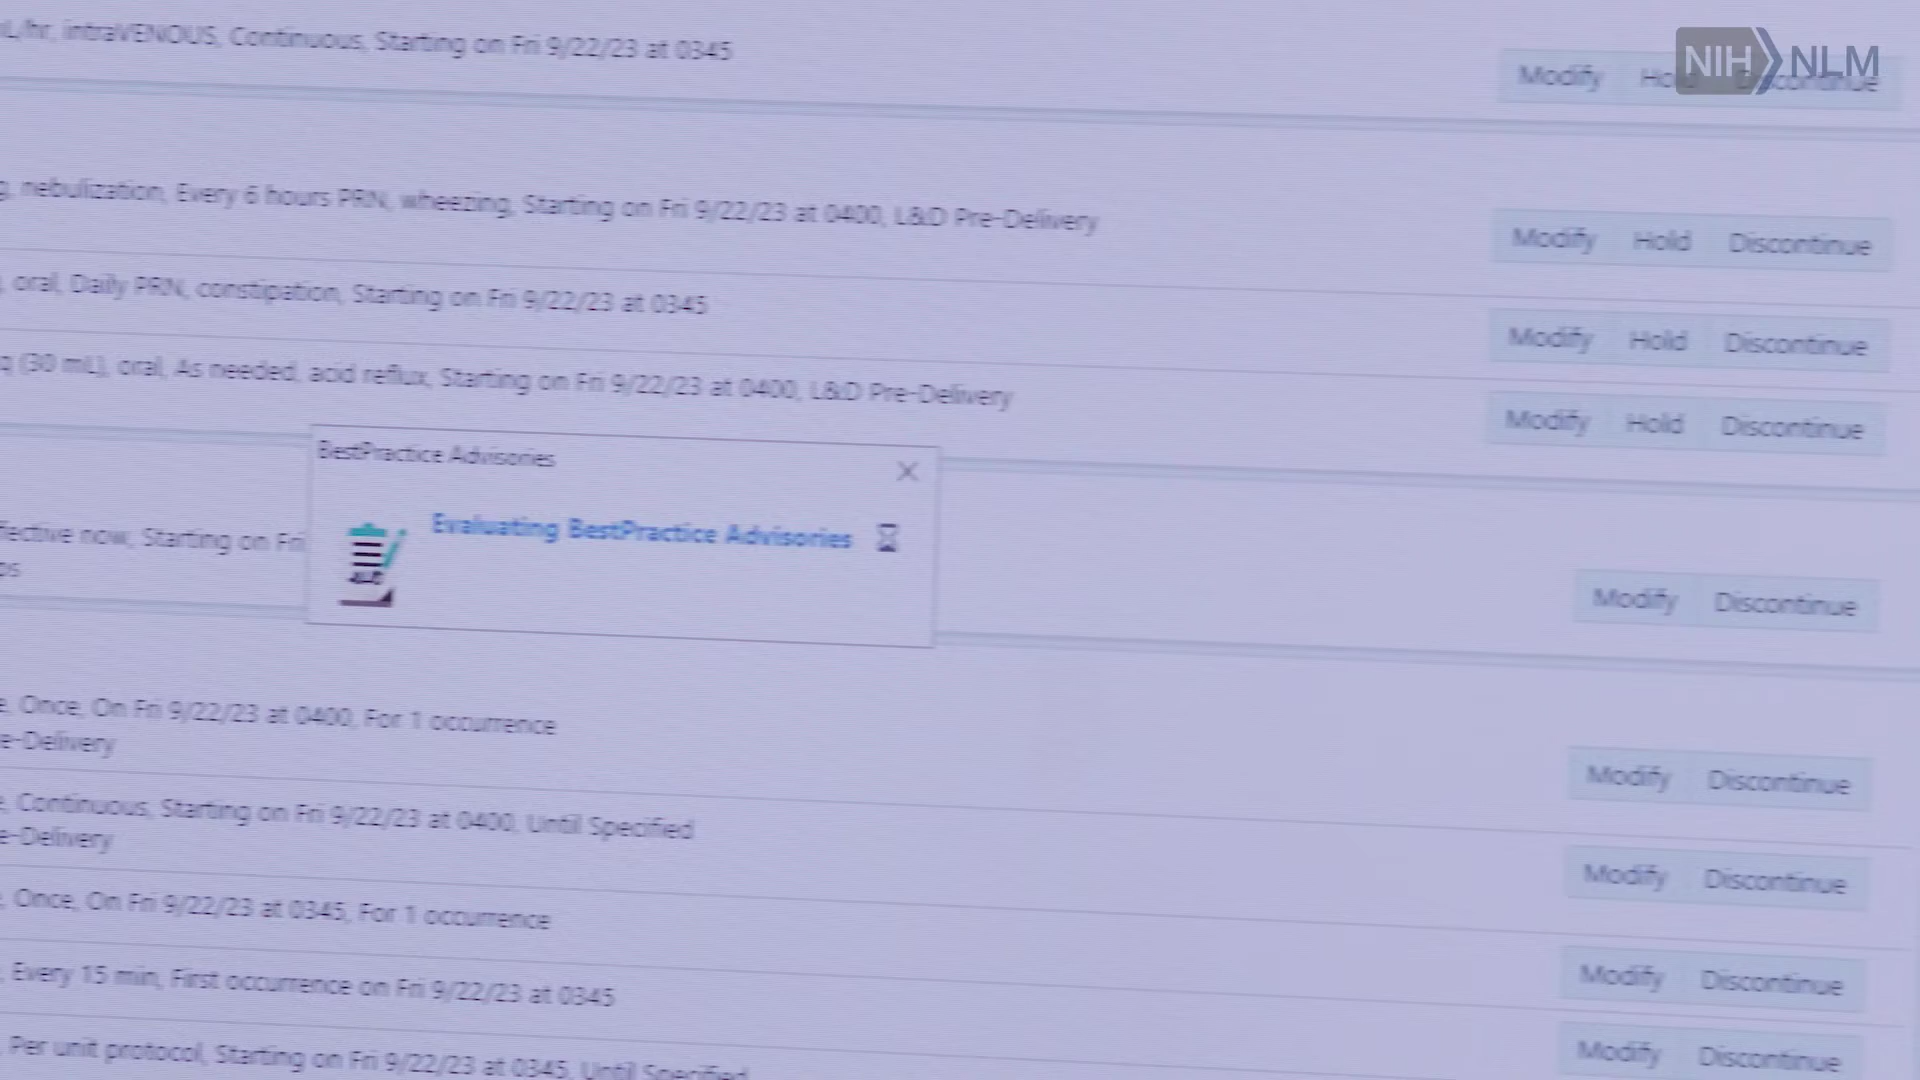 mL/hr, intraVENOUS, Continuous, Starting on Fri 9/22/23 at 0345
Modify Hold Discontinue
NIH NLM
nebulization, Every 6 hours PRN, wheezing, Starting on Fri 9/22/23 at 0400, L&D Pre-Delivery
Modify Hold Discontinue
, oral, Daily PRN, constipation, Starting on Fri 9/22/23 at 0345
Modify Hold Discontinue
(30 mL), oral, As needed, acid reflux, Starting on Fri 9/22/23 at 0400, L&D Pre-Delivery
Modify Hold Discontinue
BestPractice Advisories
Evaluating BestPractice Advisories
now, Starting on Fri
Modify Discontinue
, Once, On Fri 9/22/23 at 0400, For 1 occurrence
e-Delivery
Modify Discontinue
, Continuous, Starting on Fri 9/22/23 at 0400, Until Specified
e-Delivery
Modify Discontinue
, Once, On Fri 9/22/23 at 0345, For 1 occurrence
Modify Discontinue
, Every 15 min, First occurrence on Fri 9/22/23 at 0345
Modify Discontinue
, Per unit protocol, Starting on Fri 9/22/23 at 0345, Until Specified
Modify Discontinue